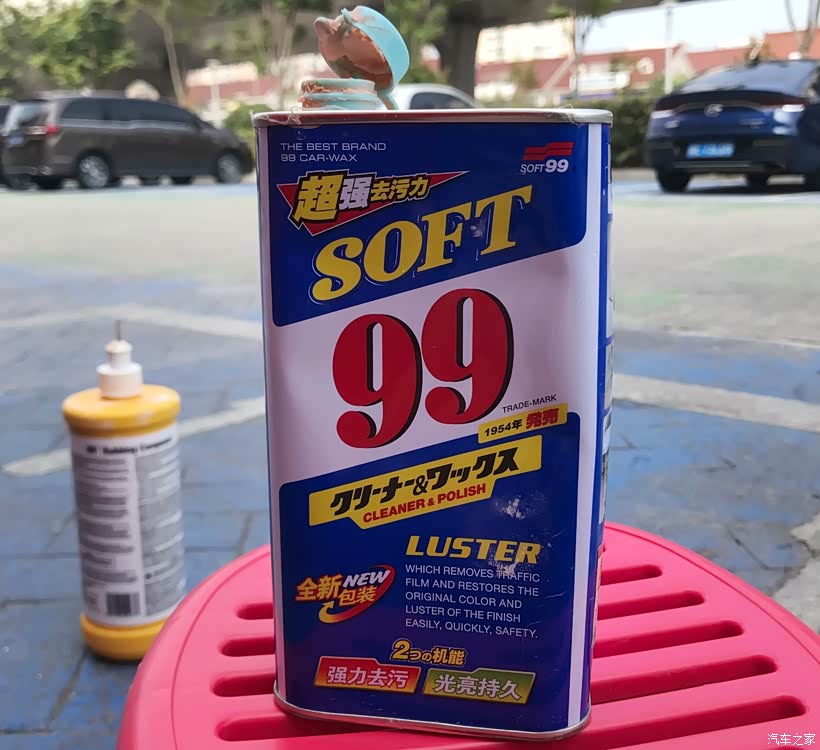 THE BEST BRAND
99 CAR-WAX
SOFT99
超强去污力
SOFT
99
TRADE-MARK
1954年 発売
クリーナー&ワックス
CLEANER & POLISH
LUSTER
WHICH REMOVES TRAFFIC
FILM AND RESTORES THE
ORIGINAL COLOR AND
LUSTER OF THE FINISH
EASILY, QUICKLY, SAFETY.
全新 NEW
包装
2つの机能
强力去污
光亮持久
汽车之家